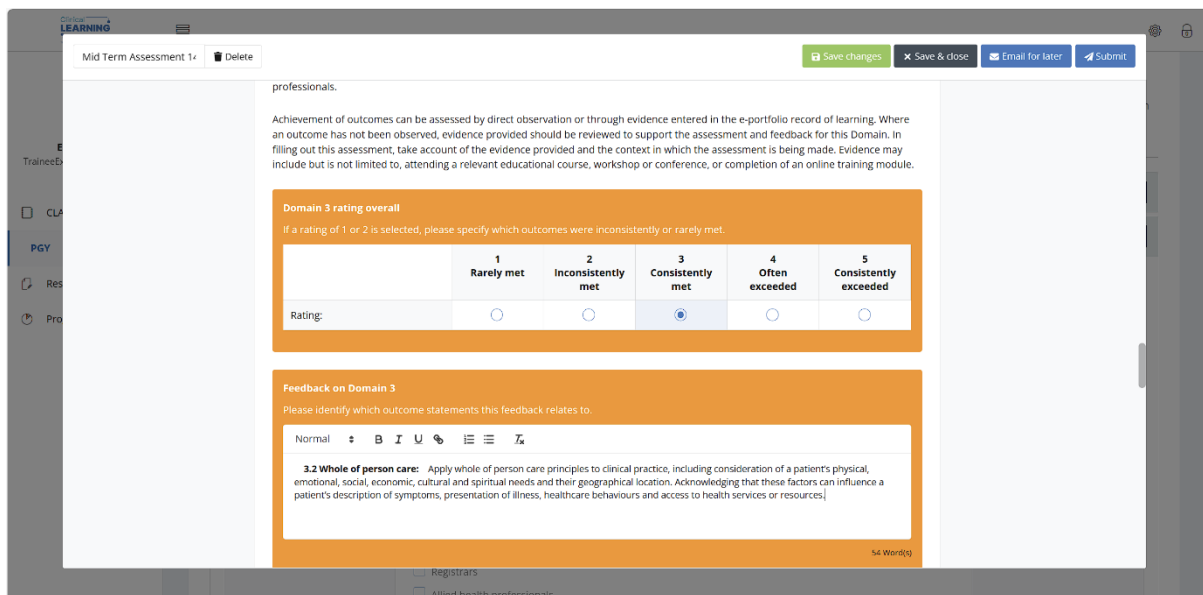 Clinical
LEARNING
Mid Term Assessment 14
Delete
Save changes
Save & close
Email for later
Submit
professionals.
Achievement of outcomes can be assessed by direct observation or through evidence entered in the e-portfolio record of learning. Where
an outcome has not been observed, evidence provided should be reviewed to support the assessment and feedback for this Domain. In
filling out this assessment, take account of the evidence provided and the context in which the assessment is being made. Evidence may
include but is not limited to, attending a relevant educational course, workshop or conference, or completion of an online training module.
TraineeEx
CLA
PGY
Res
Pro
Domain 3 rating overall
If a rating of 1 or 2 is selected, please specify which outcomes were inconsistently or rarely met.
1 2 3 4 5
Rarely met Inconsistently Consistently Often Consistently
met met exceeded exceeded
Rating:
Feedback on Domain 3
Please identify which outcome statements this feedback relates to.
Normal B I U
3.2 Whole of person care: Apply whole of person care principles to clinical practice, including consideration of a patient's physical,
emotional, social, economic, cultural and spiritual needs and their geographical location. Acknowledging that these factors can influence a
patient's description of symptoms, presentation of illness, healthcare behaviours and access to health services or resources.
54 Word(s)
Registrars
Allied health professionals